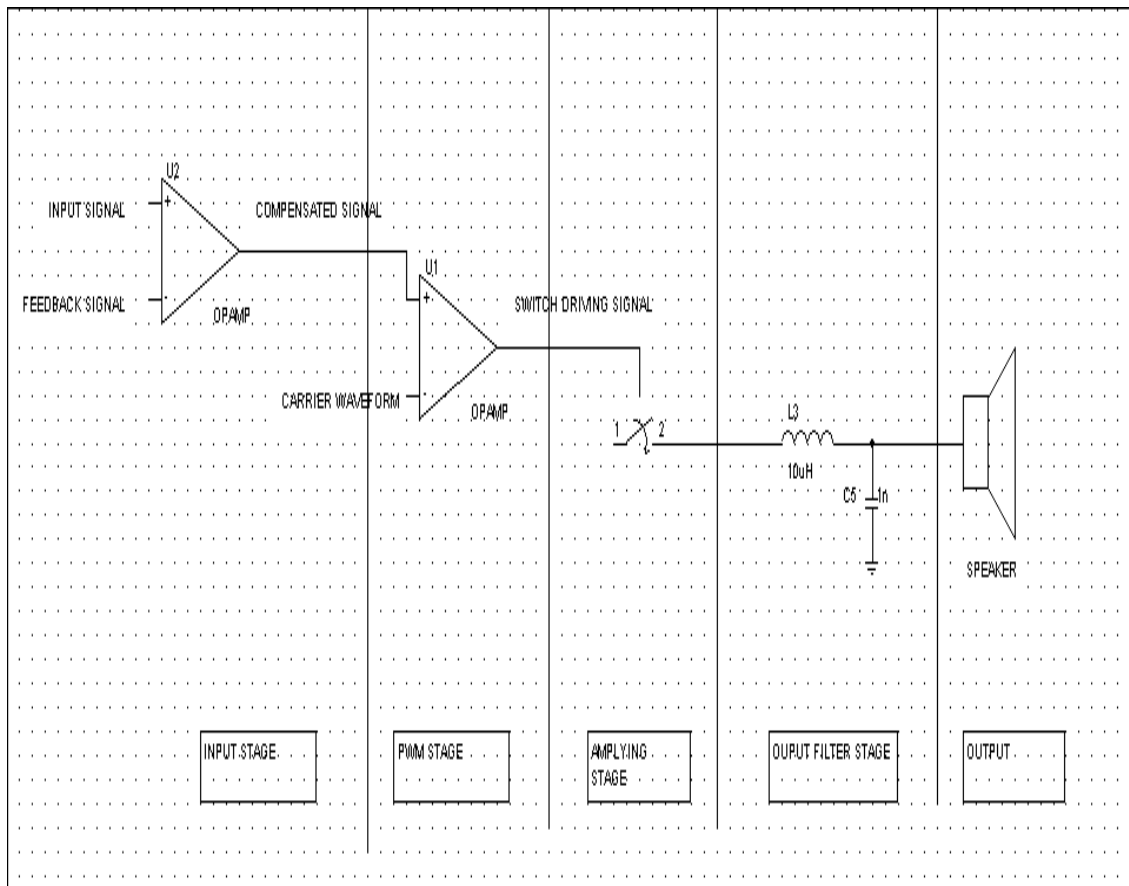 U2
+
INPUT SIGNAL
COMPENSATED SIGNAL
U1
-
FEEDBACK SIGNAL
OPAMP
+
SWITCH DRIVING SIGNAL
-
CARRIER WAVEFORM
OPAMP
1
2
L3
10uH
C5
1n
SPEAKER
INPUT STAGE
PWM STAGE
AMPLYING
STAGE
OUPUT FILTER STAGE
OUTPUT